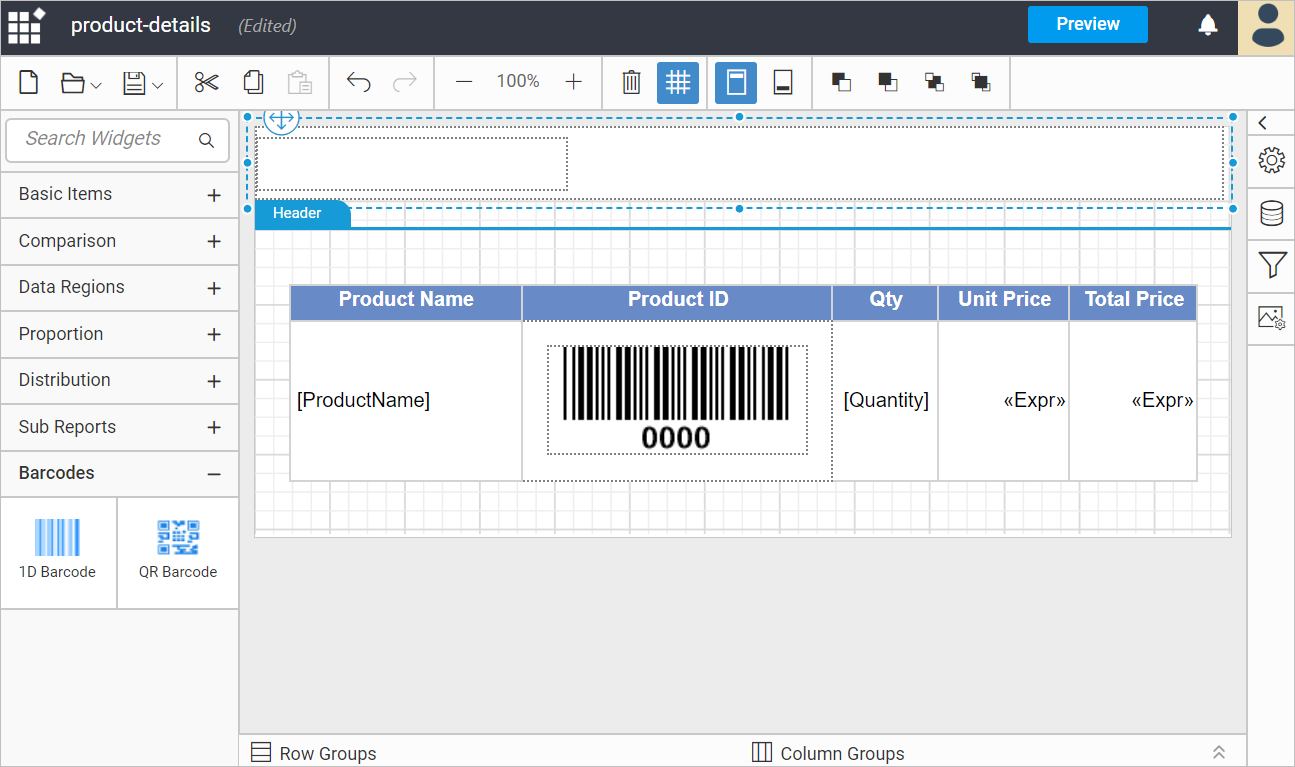 product-details (Edited) Preview
100%
Search Widgets
Basic Items
Comparison
Data Regions
Proportion
Distribution
Sub Reports
Barcodes
1D Barcode QR Barcode
Header
Product Name Product ID Qty Unit Price Total Price
[ProductName] [Quantity] «Expr» «Expr»
0000
Row Groups Column Groups